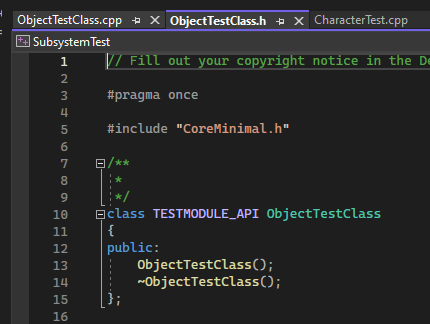 ObjectTestClass.cpp ObjectTestClass.h CharacterTest.cpp
SubsystemTest
1 // Fill out your copyright notice in the De
2
3 #pragma once
4
5 #include "CoreMinimal.h"
6
7 /**
8 *
9 */
10 class TESTMODULE_API ObjectTestClass
11 {
12 public:
13 ObjectTestClass();
14 ~ObjectTestClass();
15 };
16